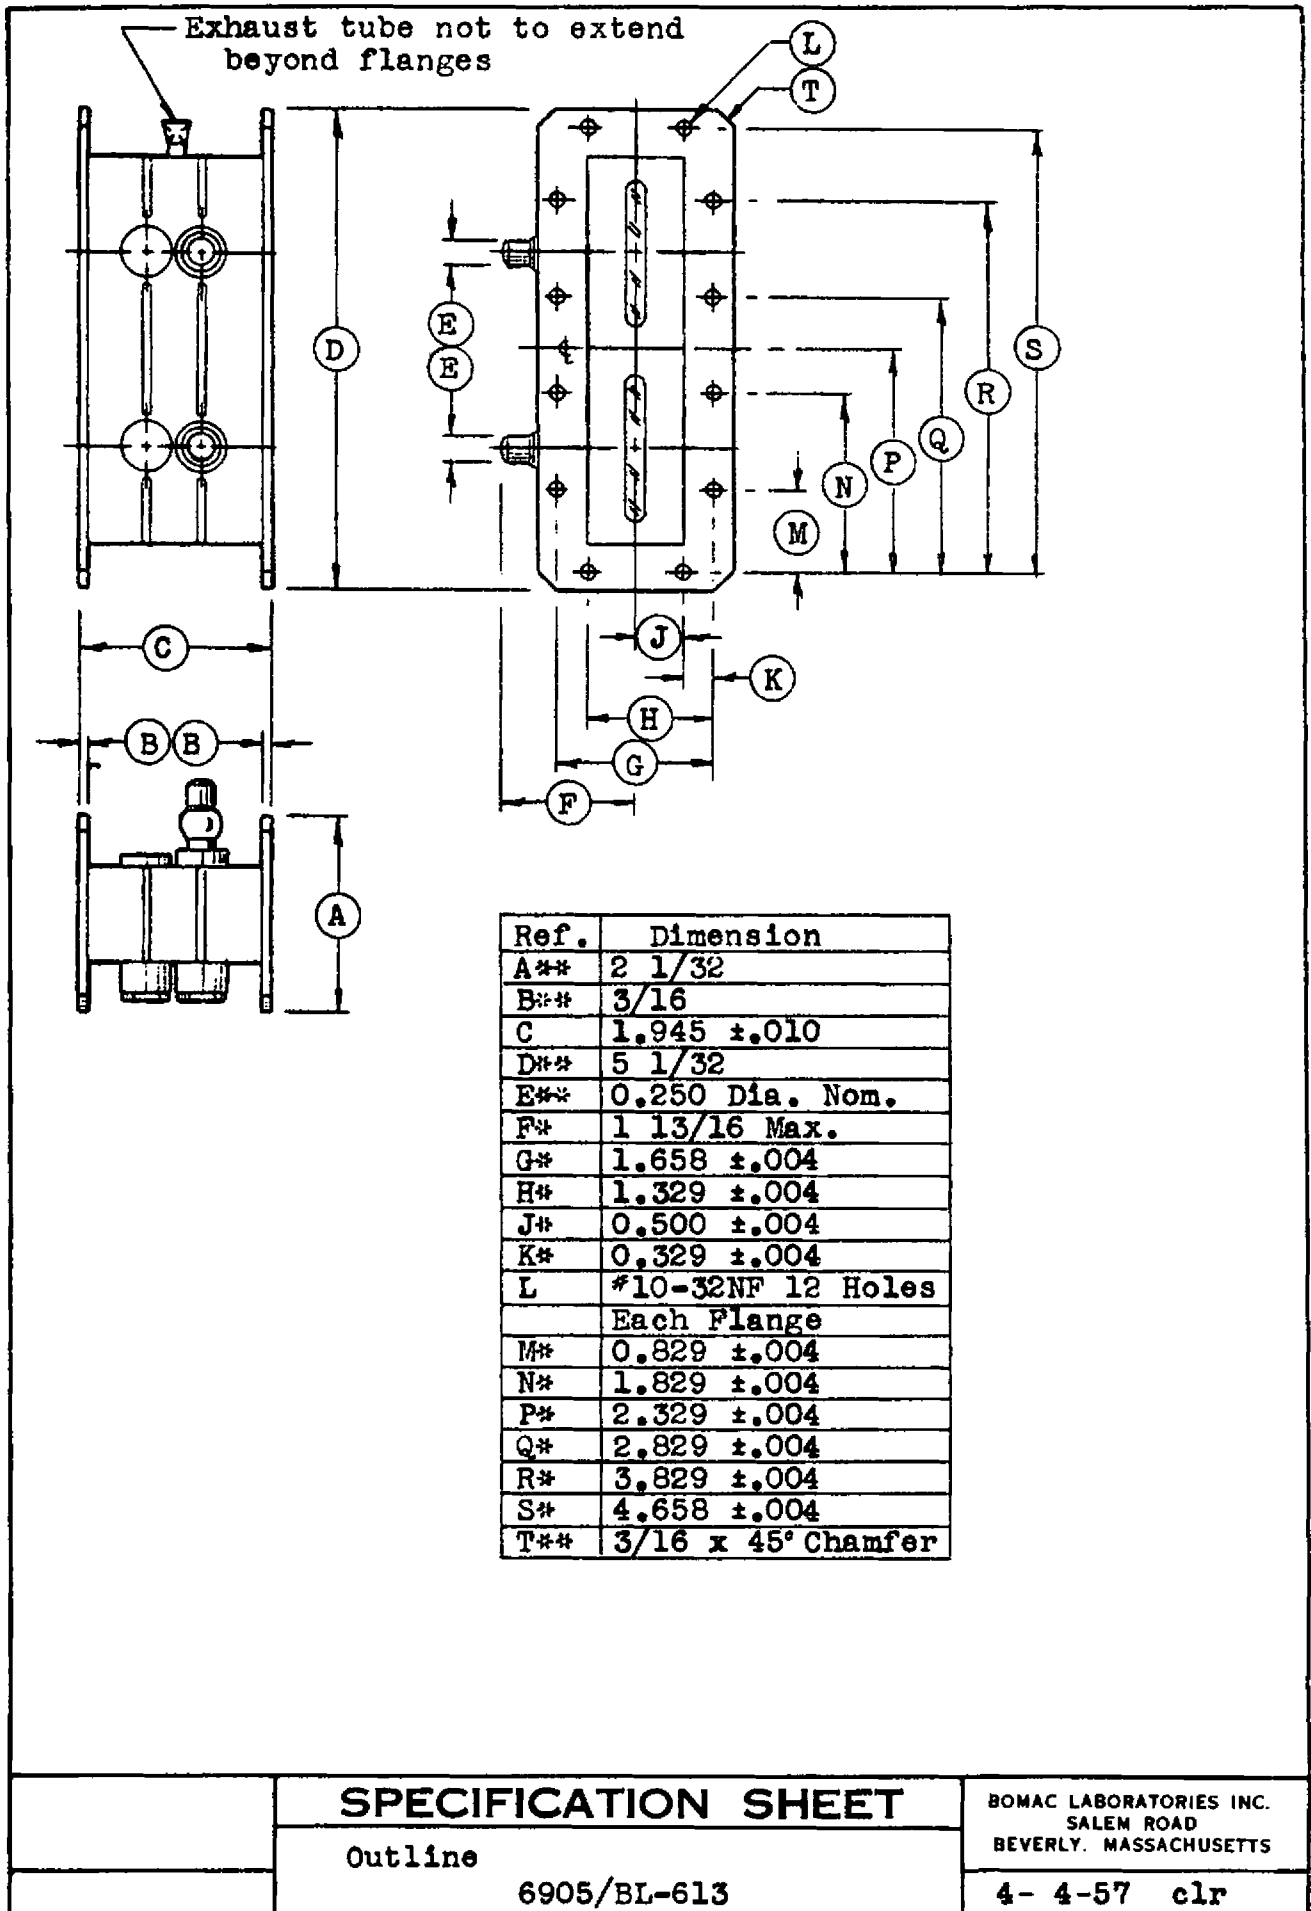 Exhaust tube not to extend
beyond flanges
L
T
E
E
D
S
R
Q
P
N
M
C
J
K
B B
H
G
F
A
Ref. Dimension
A** 2 1/32
B** 3/16
C 1.945 ±.010
D** 5 1/32
E** 0.250 Dia. Nom.
F* 1 13/16 Max.
G* 1.658 ±.004
H* 1.329 ±.004
J* 0.500 ±.004
K* 0.329 ±.004
L #10-32NF 12 Holes
Each Flange
M* 0.829 ±.004
N* 1.829 ±.004
P* 2.329 ±.004
Q* 2.829 ±.004
R* 3.829 ±.004
S* 4.658 ±.004
T** 3/16 x 45° Chamfer
SPECIFICATION SHEET
BOMAC LABORATORIES INC.
SALEM ROAD
BEVERLY. MASSACHUSETTS
Outline
6905/BL-613
4- 4-57 clr